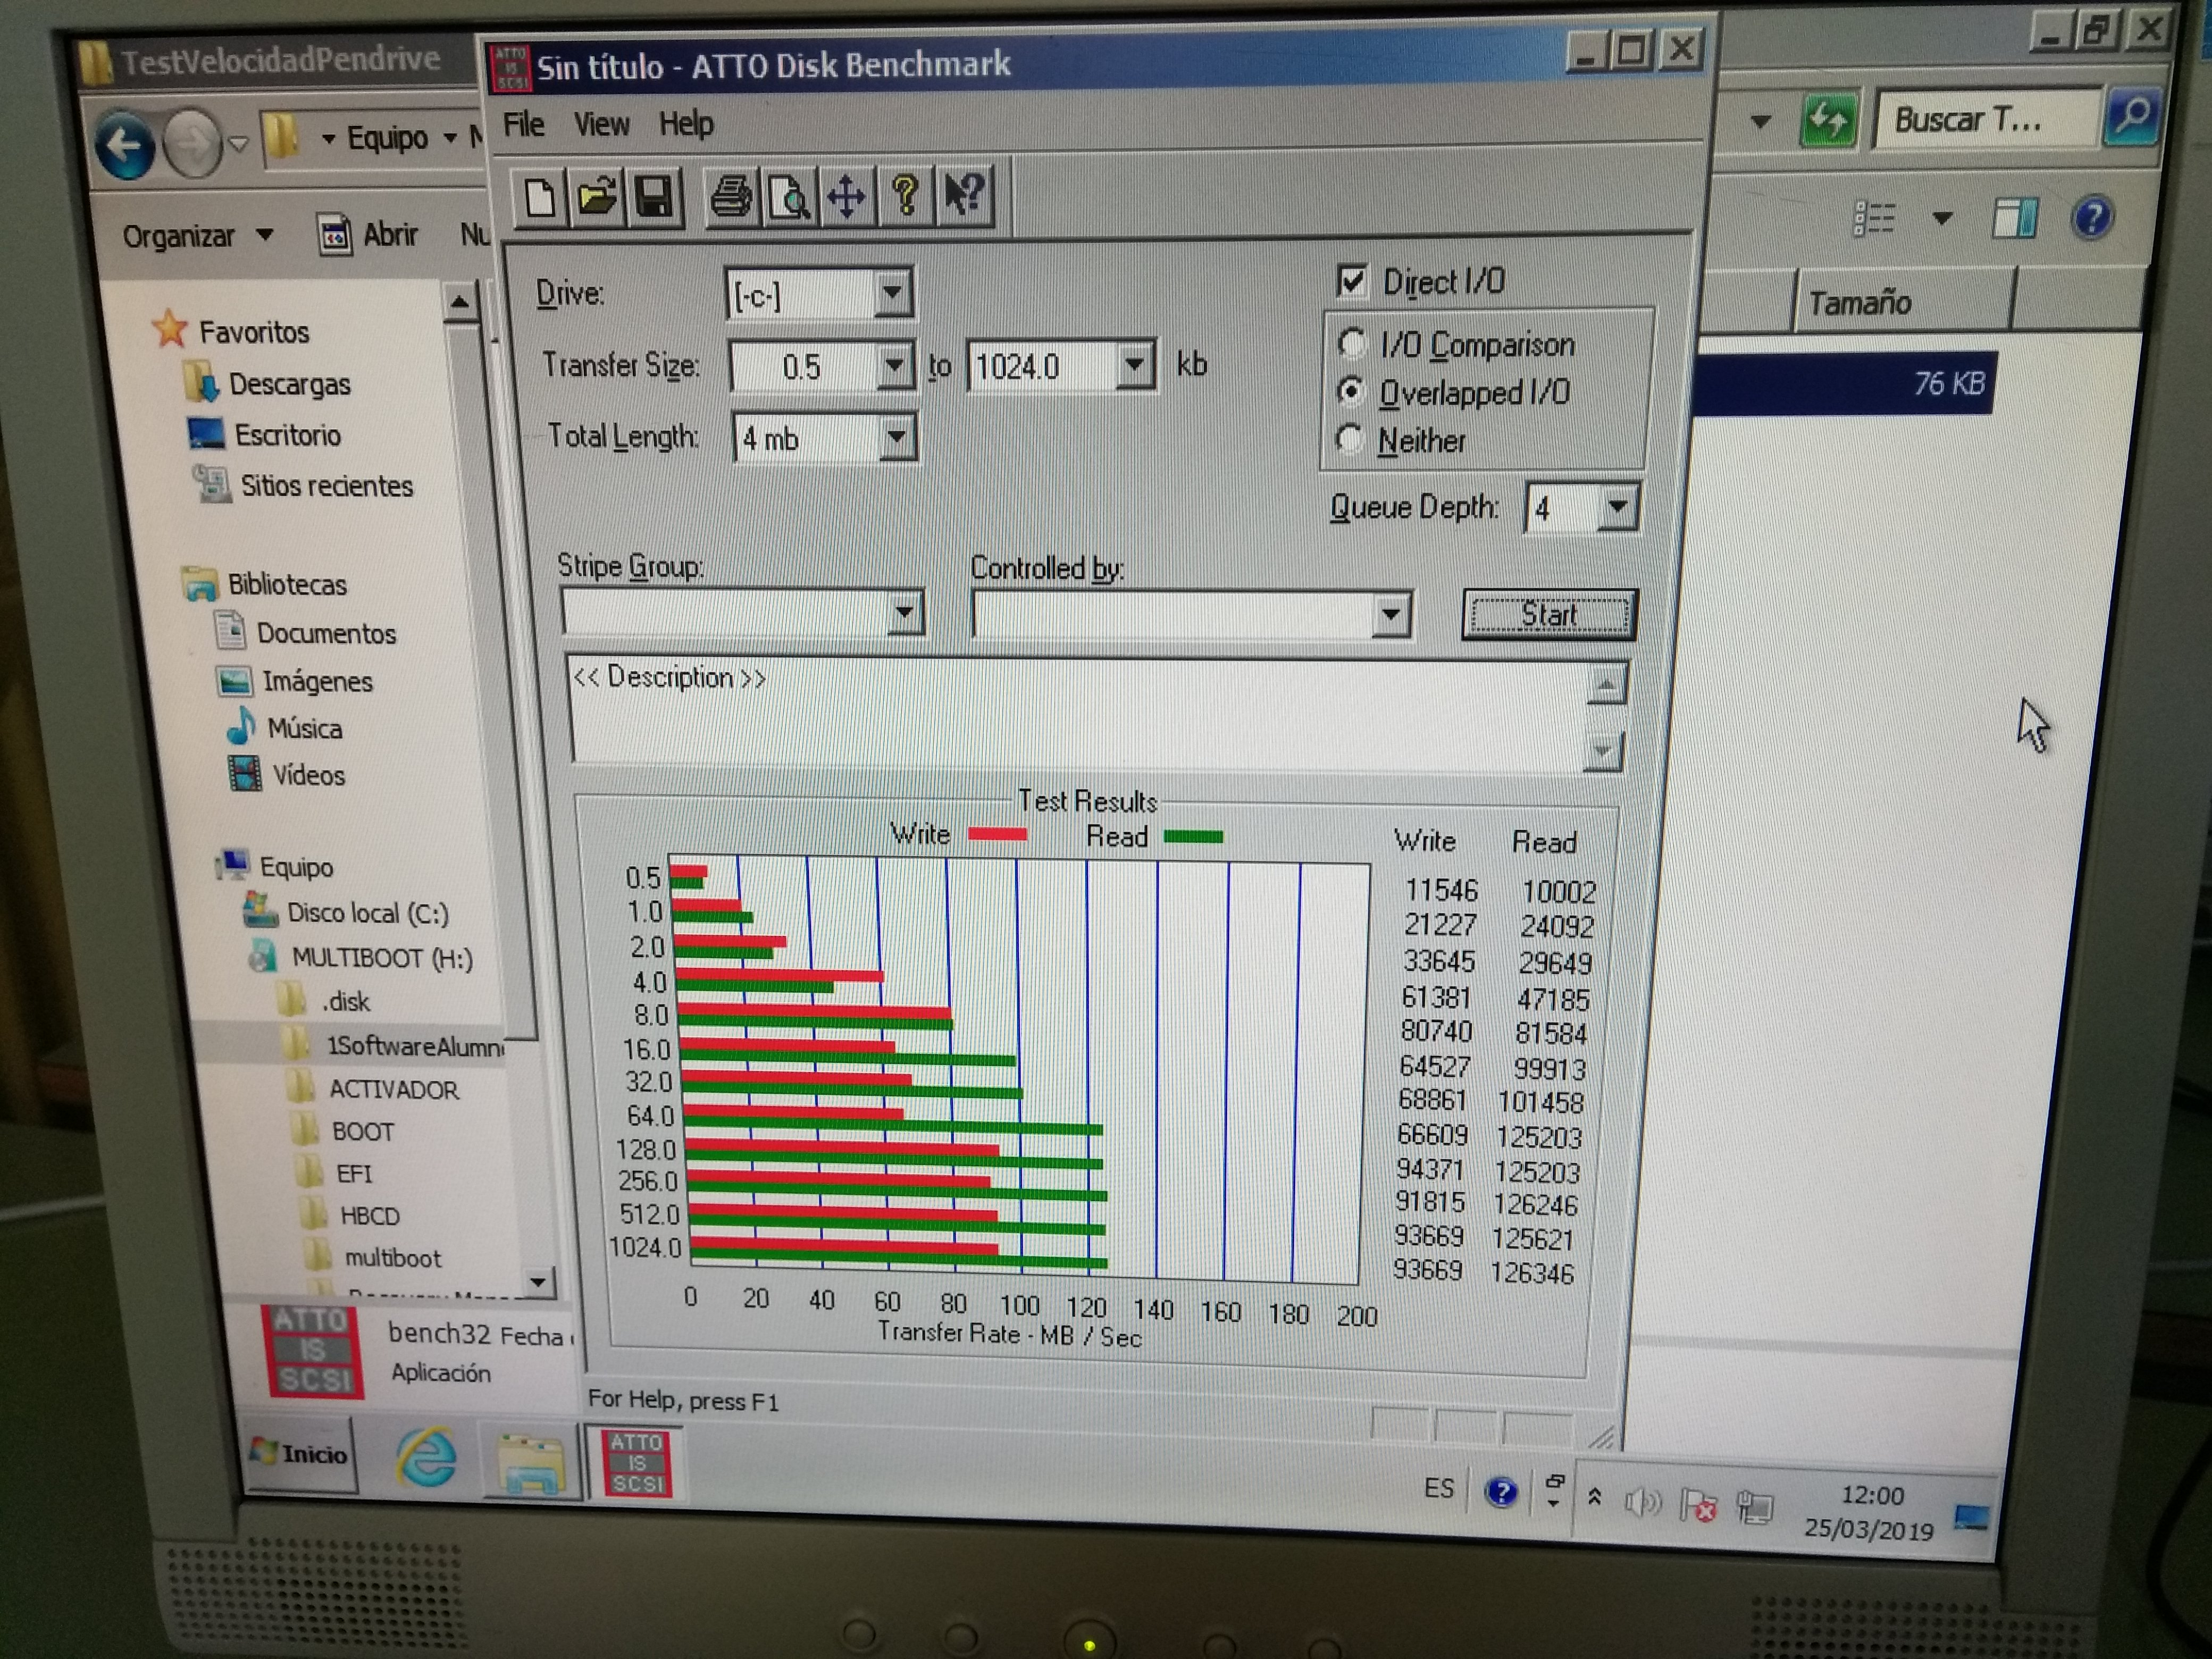 TestVelocidadPendrive
ATTO IS SCSI
Sin título - ATTO Disk Benchmark
Equipo
Buscar T...
File View Help
Organizar Abrir Nu
Tamaño
76 KB
Favoritos
Descargas
Escritorio
Sitios recientes
Bibliotecas
Documentos
Imágenes
Música
Vídeos
Equipo
Disco local (C:)
MULTIBOOT (H:)
.disk
1SoftwareAlumn
ACTIVADOR
BOOT
EFI
HBCD
multiboot
Drive: [-c-]
Direct I/O
Transfer Size: 0.5 to 1024.0 kb
I/O Comparison
Overlapped I/O
Total Length: 4 mb
Neither
Queue Depth: 4
Stripe Group: Controlled by:
Start
<< Description >>
Test Results
Write Read Write Read
0.5 11546 10002
1.0 21227 24092
2.0 33645 29649
4.0 61381 47185
8.0 80740 81584
16.0 64527 99913
32.0 68861 101458
64.0 66609 125203
128.0 94371 125203
256.0 91815 126246
512.0 93669 125621
1024.0 93669 126346
0 20 40 60 80 100 120 140 160 180 200
Transfer Rate - MB / Sec
For Help, press F1
ATTO
IS
SCSI
bench32 Fecha
Aplicación
Inicio
ATTO
IS
SCSI
ES
12:00
25/03/2019